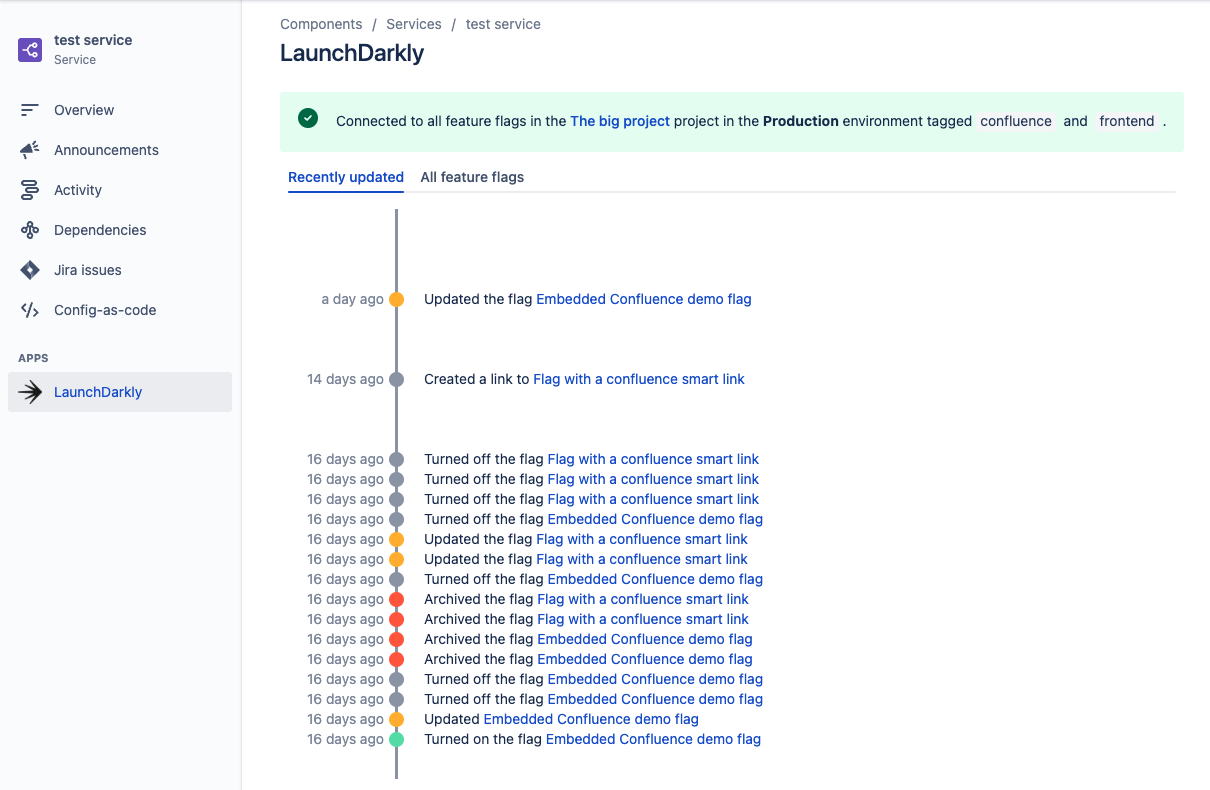 test service
Service
Overview
Announcements
Activity
Dependencies
Jira issues
Config-as-code
APPS
LaunchDarkly
Components / Services / test service
LaunchDarkly
Connected to all feature flags in the The big project project in the Production environment tagged confluence and frontend .
Recently updated All feature flags
a day ago Updated the flag Embedded Confluence demo flag
14 days ago Created a link to Flag with a confluence smart link
16 days ago Turned off the flag Flag with a confluence smart link
16 days ago Turned off the flag Flag with a confluence smart link
16 days ago Turned off the flag Flag with a confluence smart link
16 days ago Turned off the flag Embedded Confluence demo flag
16 days ago Updated the flag Flag with a confluence smart link
16 days ago Updated the flag Flag with a confluence smart link
16 days ago Turned off the flag Embedded Confluence demo flag
16 days ago Archived the flag Flag with a confluence smart link
16 days ago Archived the flag Flag with a confluence smart link
16 days ago Archived the flag Embedded Confluence demo flag
16 days ago Archived the flag Embedded Confluence demo flag
16 days ago Turned off the flag Embedded Confluence demo flag
16 days ago Turned off the flag Embedded Confluence demo flag
16 days ago Updated Embedded Confluence demo flag
16 days ago Turned on the flag Embedded Confluence demo flag